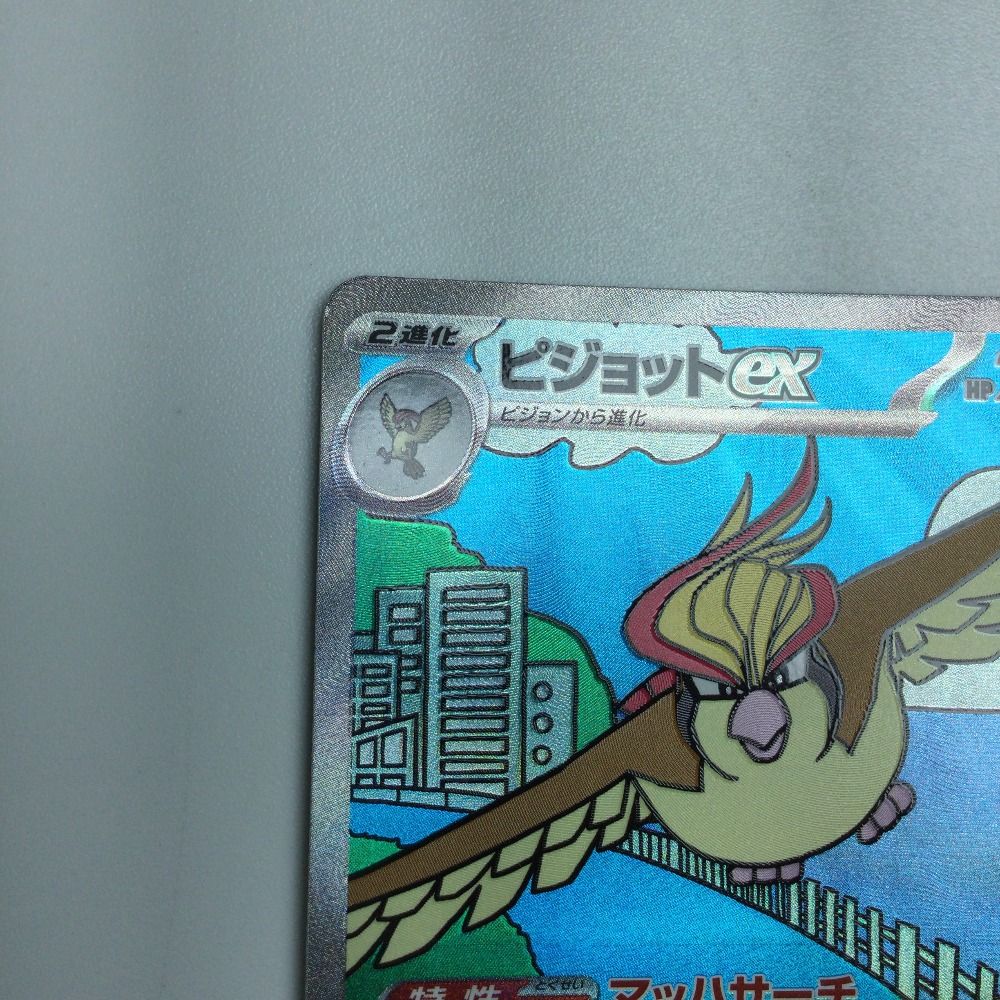 2進化
ピジョットex
HP
ピジョンから進化
とくせい
特性 マッハサーチ